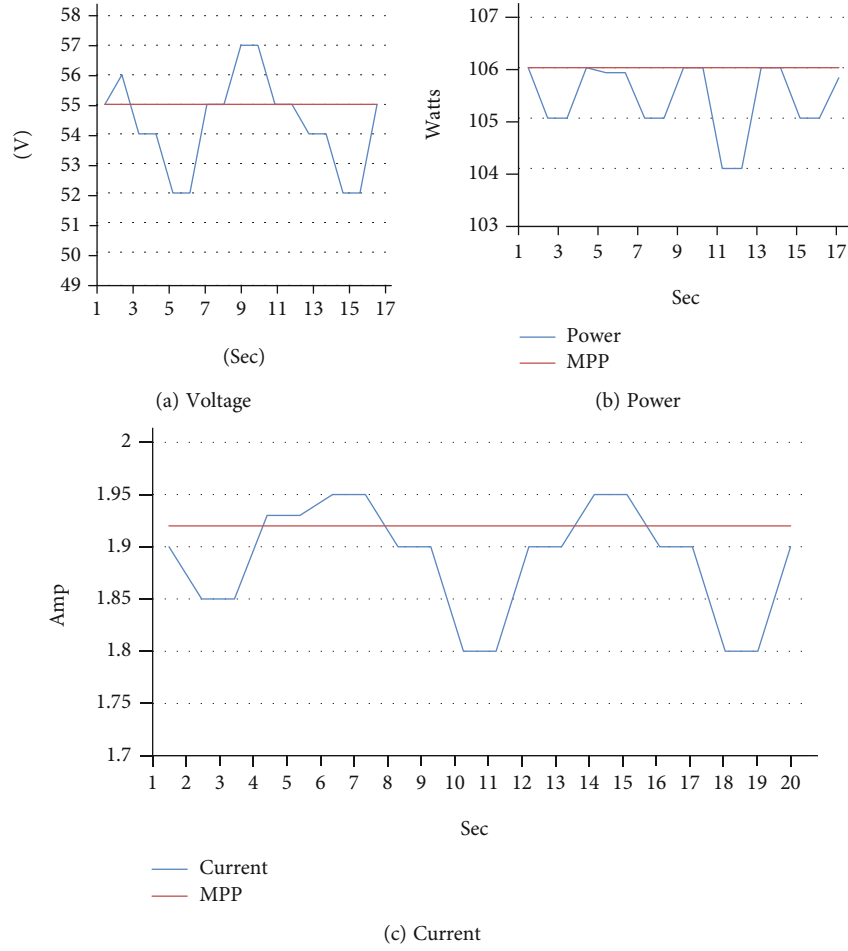 58
57
56
55
54
53
52
51
50
49
(V)
1 3 5 7 9 11 13 15 17
(Sec)
(a) Voltage
107
106
105
104
103
Watts
1 3 5 7 9 11 13 15 17
Sec
Power
MPP
(b) Power
2
1.95
1.9
1.85
1.8
1.75
1.7
Amp
1 2 3 4 5 6 7 8 9 10 11 12 13 14 15 16 17 18 19 20
Sec
Current
MPP
(c) Current